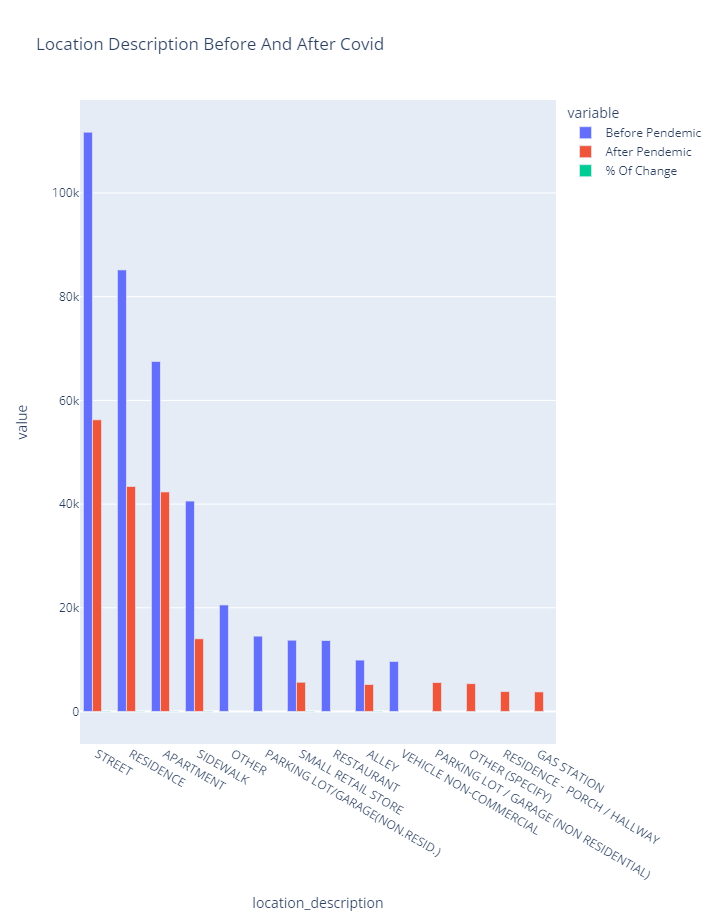 Location Description Before And After Covid
variable
Before Pendemic
After Pendemic
% Of Change
value
100k
80k
60k
40k
20k
0
STREET
RESIDENCE
APARTMENT
SIDEWALK
OTHER
PARKING LOT/GARAGE(NON.RESID.)
SMALL RETAIL STORE
RESTAURANT
ALLEY
VEHICLE NON-COMMERCIAL
PARKING LOT / GARAGE (NON RESIDENTIAL)
OTHER (SPECIFY)
RESIDENCE - PORCH / HALLWAY
GAS STATION
location_description